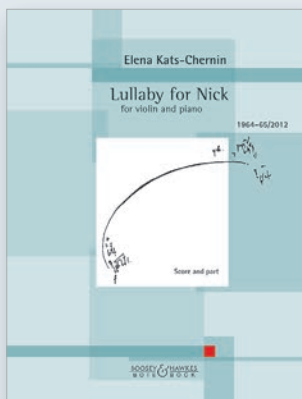 Elena Kats-Chernin
Lullaby for Nick
for violin and piano
1964–65/2012
Score and part
BOOSEY & HAWKES
BOTE & BOCK